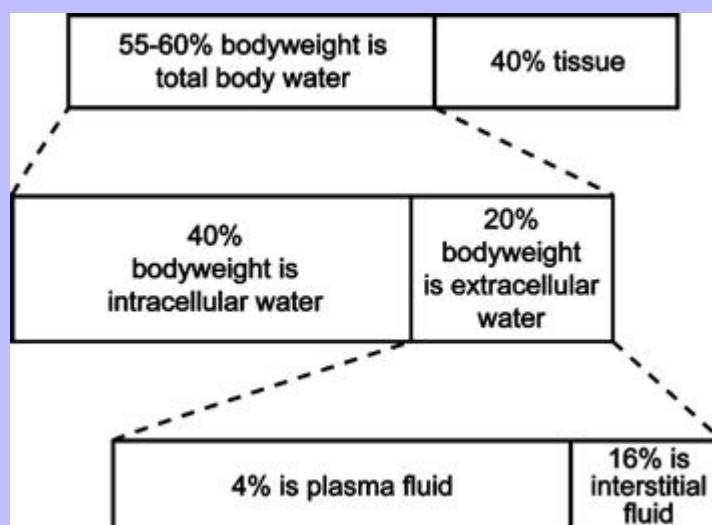 55-60% bodyweight is
total body water
40% tissue
40%
bodyweight is
intracellular water
20%
bodyweight
is extracellular
water
4% is plasma fluid
16% is
interstitial
fluid